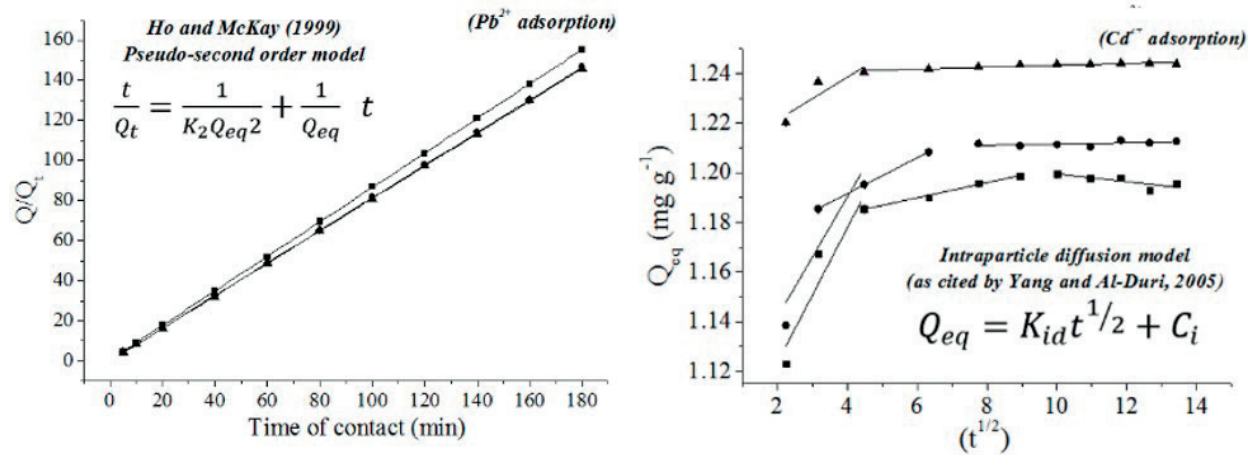 Ho and McKay (1999)
Pseudo-second order model
(Pb²⁺ adsorption)
t/Qₜ = 1/K₂Qₑq2 + 1/Qₑq t
Q/Qₜ
160
140
120
100
80
60
40
20
0
0 20 40 60 80 100 120 140 160 180
Time of contact (min)
adsorption)
1.24
1.22
1.20
1.18
1.16
1.14
1.12
Qeq (mg g⁻¹)
Intraparticle diffusion model
(as cited by Yang and Al-Duri, 2005)
Qeq = Kid t^1/2 + Ci
2 4 6 8 10 12 14
(t^1/2)